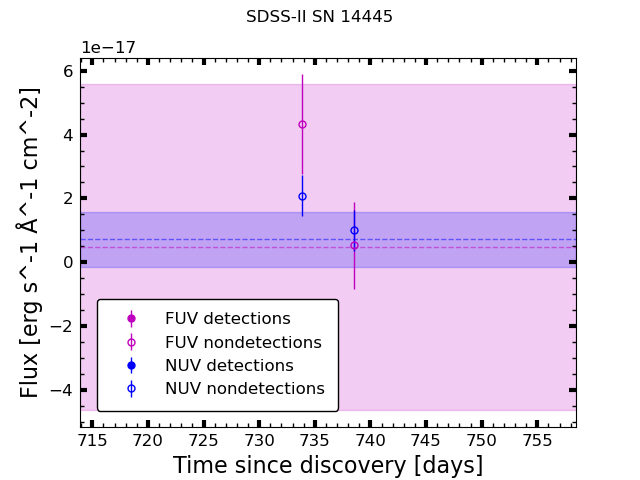 SDSS-II SN 14445
1e−17
6
4
2
0
−2
−4
Flux [erg s^-1 Å^-1 cm^-2]
FUV detections
FUV nondetections
NUV detections
NUV nondetections
715 720 725 730 735 740 745 750 755
Time since discovery [days]